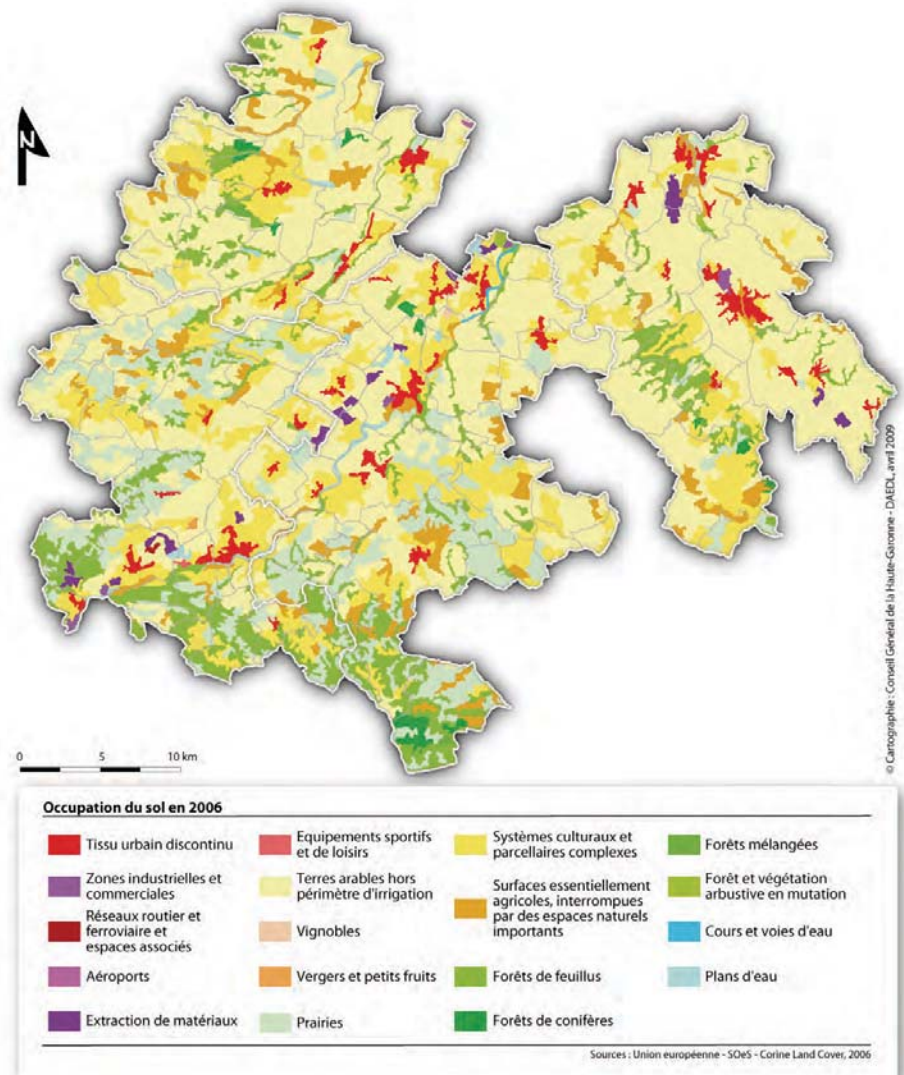 N
© Cartographie : Conseil Général de la Haute-Garonne - DAEDL, avril 2009
0 5 10 km
Occupation du sol en 2006
Tissu urbain discontinu
Zones industrielles et
commerciales
Réseaux routier et
ferroviaire et
espaces associés
Aéroports
Extraction de matériaux
Equipements sportifs
et de loisirs
Terres arables hors
périmètre d'irrigation
Vignobles
Vergers et petits fruits
Prairies
Systèmes culturaux et
parcellaires complexes
Surfaces essentiellement
agricoles, interrompues
par des espaces naturels
importants
Forêts de feuillus
Forêts de conifères
Forêts mélangées
Forêt et végétation
arbustive en mutation
Cours et voies d'eau
Plans d'eau
Sources : Union européenne - SOeS - Corine Land Cover, 2006